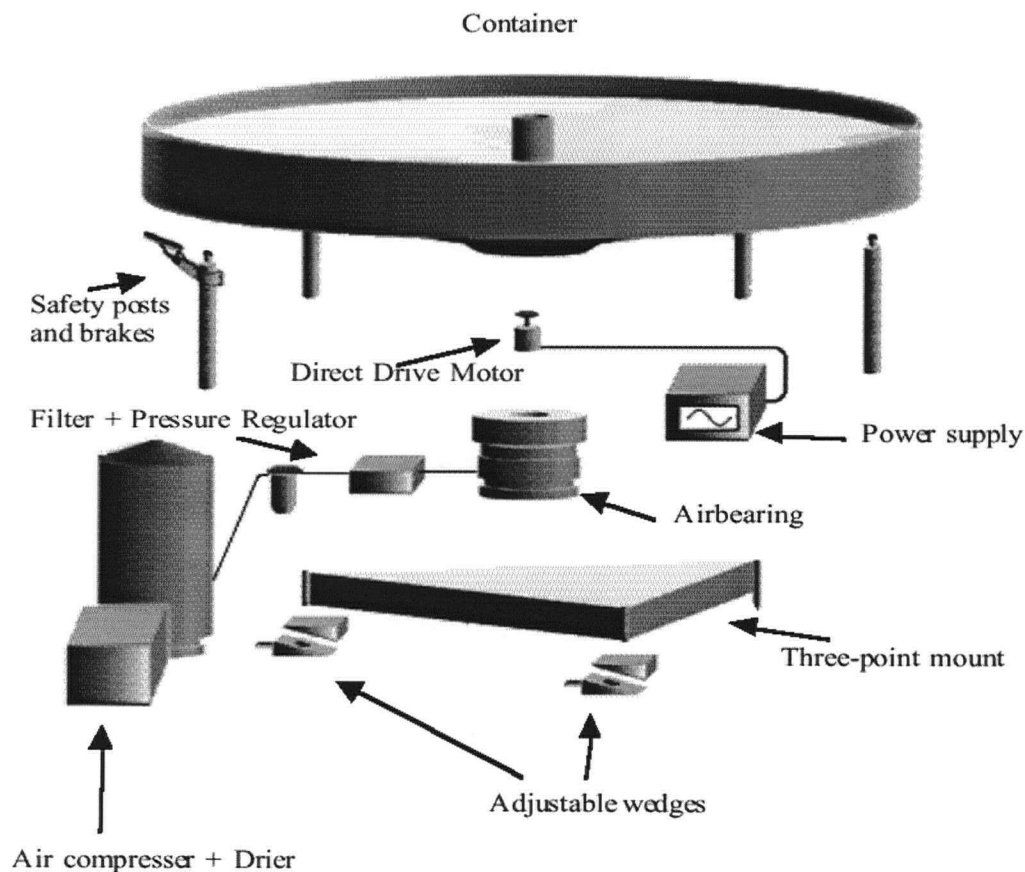 Container
Safety posts
and brakes
Direct Drive Motor
Filter + Pressure Regulator
Power supply
Airbearing
Three-point mount
Adjustable wedges
Air compresser + Drier